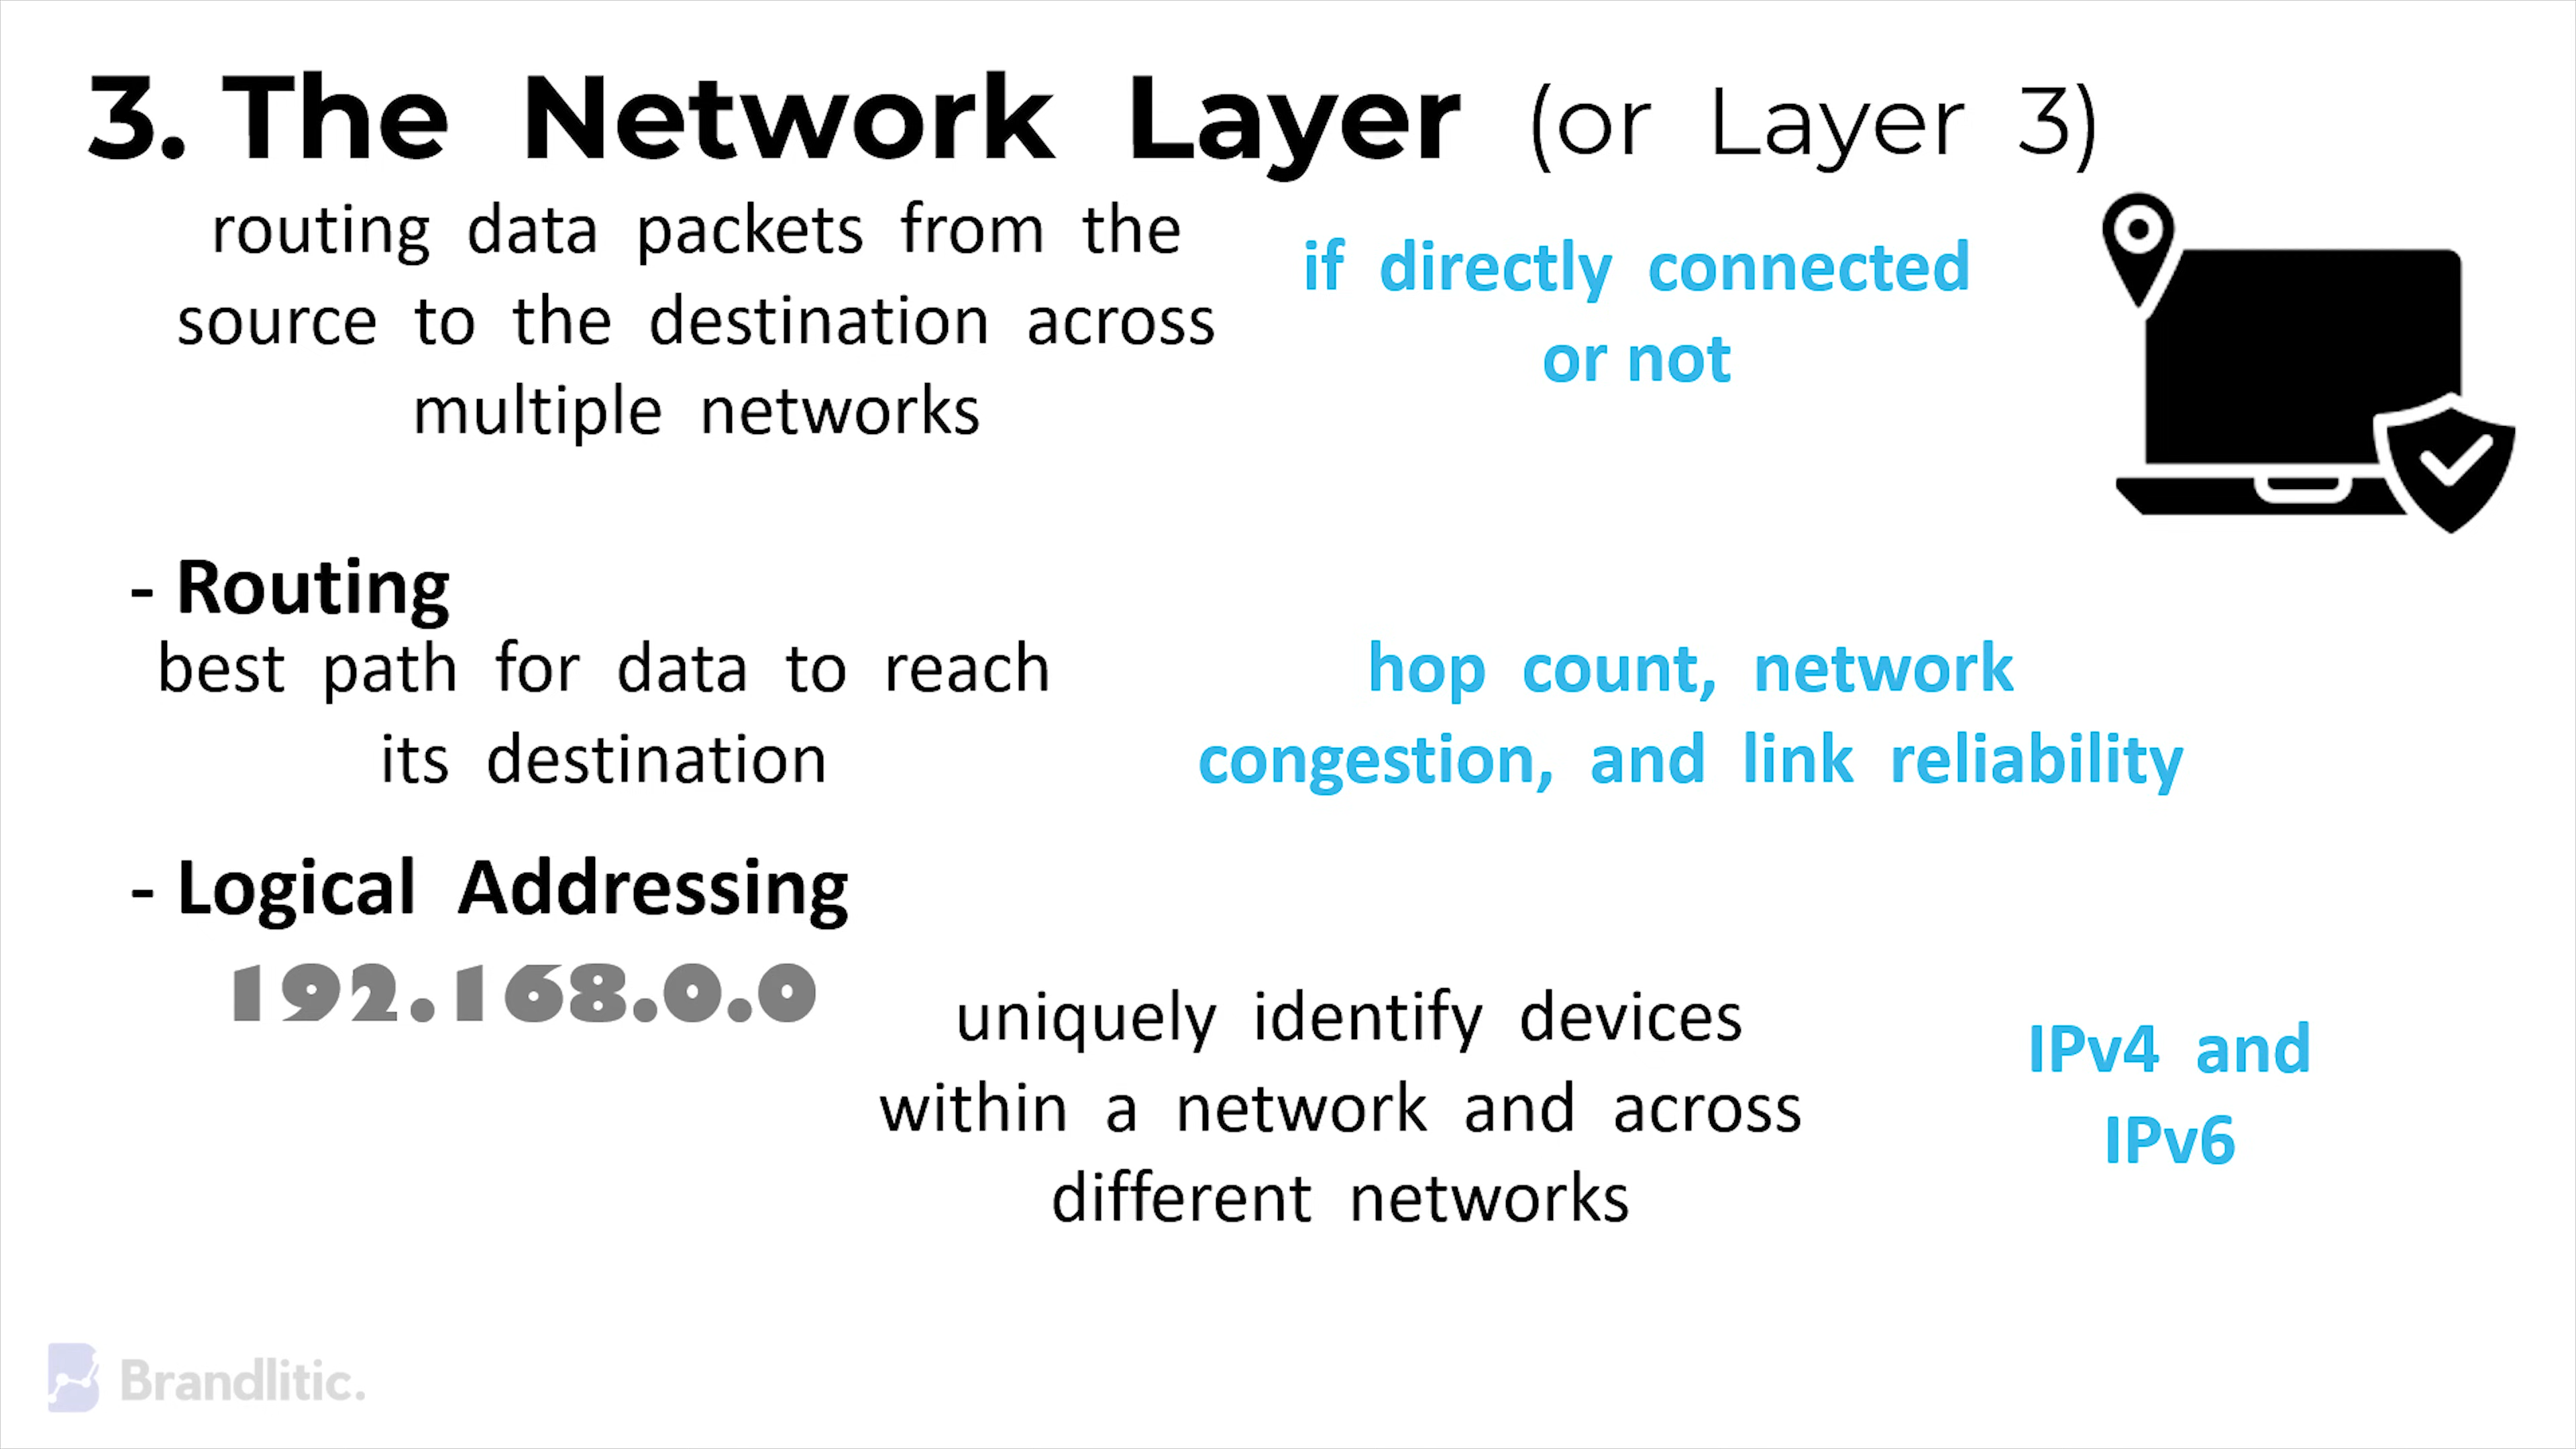 3. The Network Layer (or Layer 3)
routing data packets from the
source to the destination across
multiple networks
if directly connected
or not
- Routing
best path for data to reach
its destination
hop count, network
congestion, and link reliability
- Logical Addressing
192.168.0.0
uniquely identify devices
within a network and across
different networks
IPv4 and
IPv6
Brandlitic.